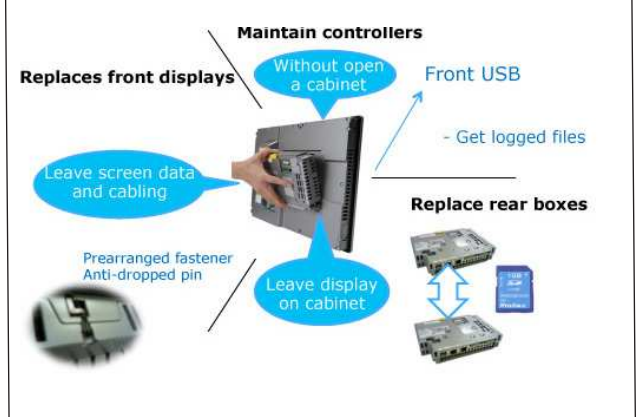 Maintain controllers
Without open
a cabinet
Front USB
Replaces front displays
- Get logged files
Leave screen data
and cabling
Replace rear boxes
Prearranged fastener
Anti-dropped pin
Leave display
on cabinet
1GB